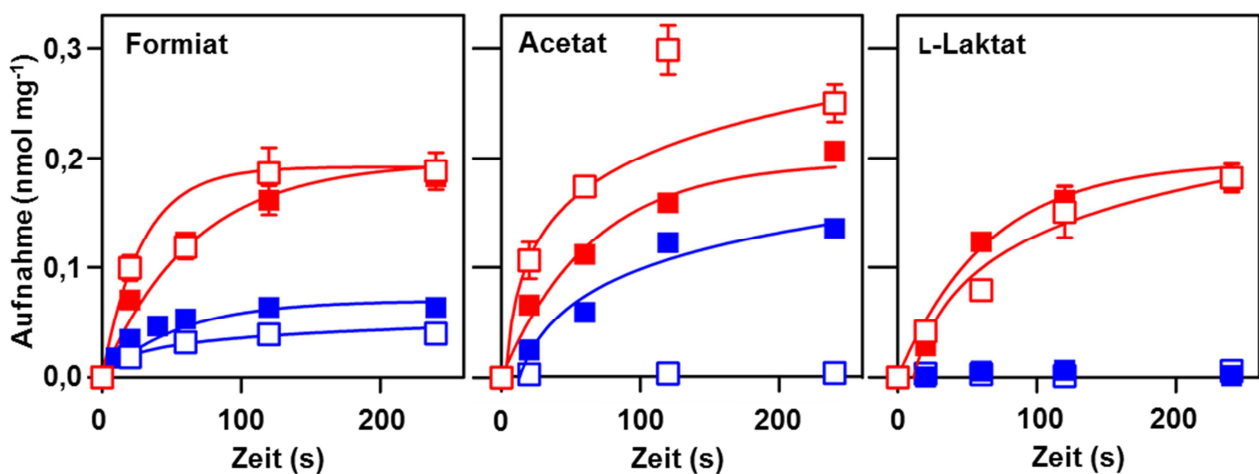 Formiat
Acetat
L-Laktat
Aufnahme (nmol mg⁻¹)
0,3
0,2
0,1
0,0
0 100 200
0 100 200
0 100 200
Zeit (s)
Zeit (s)
Zeit (s)